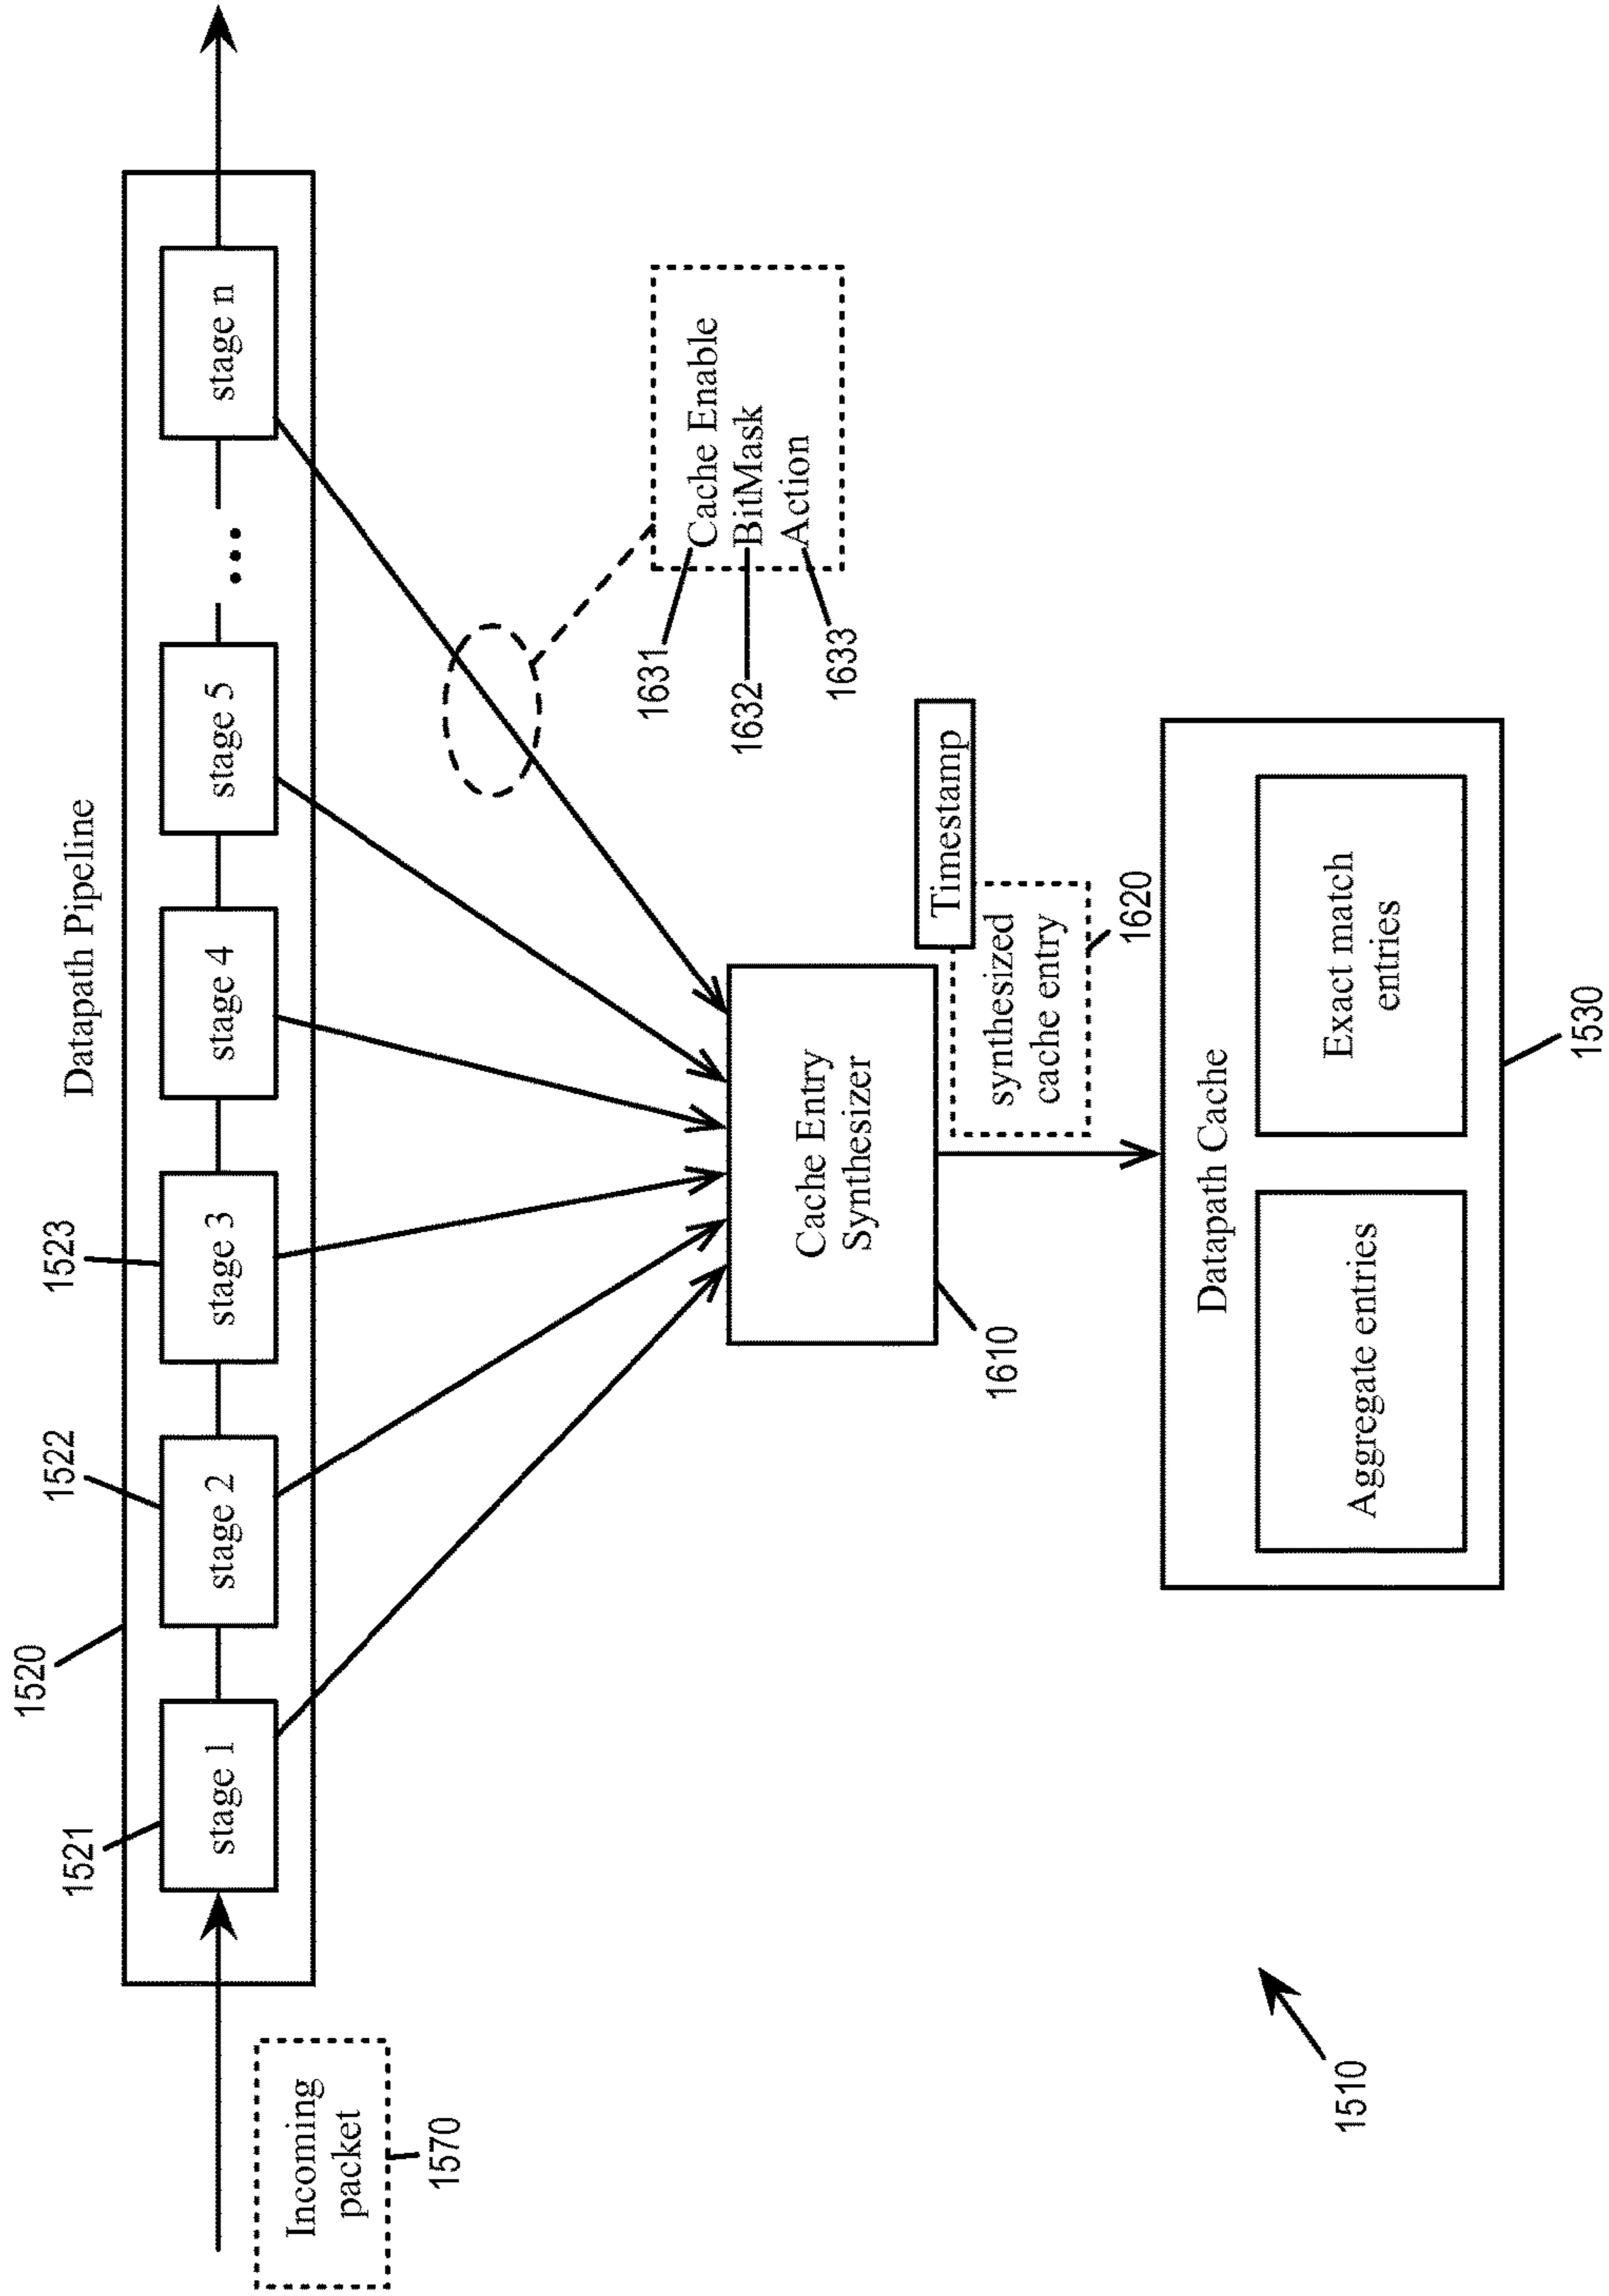 Datapath Pipeline
1520
1521
1522
1523
stage 1
stage 2
stage 3
stage 4
stage 5
...
stage n
Incoming
packet
1570
1631
Cache Enable
1632
BitMask
1633
Action
Cache Entry
Synthesizer
1610
Timestamp
synthesized
cache entry
1620
Datapath Cache
Aggregate entries
Exact match
entries
1530
1510